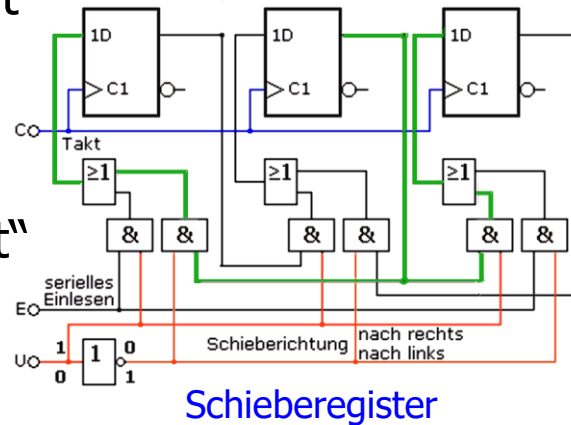 t
1D
C1
1D
C1
1D
C1
C
Takt
≥1
≥1
≥1
t“
&
&
&
&
&
&
serielles
Einlesen
E
Schieberichtung
nach rechts
nach links
U
1
0
1
0
1
Schieberegister